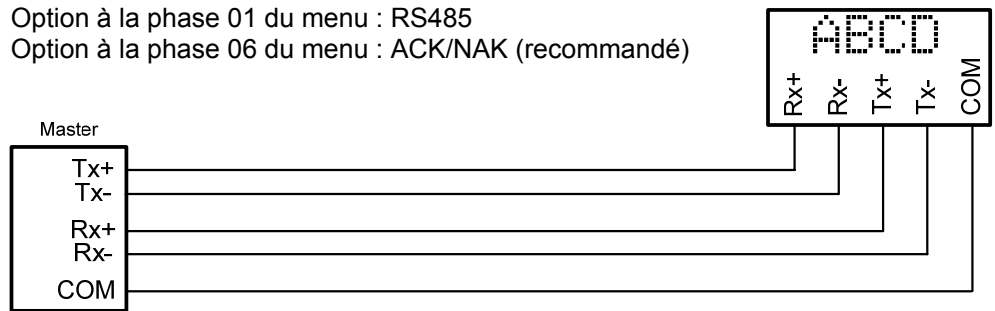 Option à la phase 01 du menu : RS485
Option à la phase 06 du menu : ACK/NAK (recommandé)
ABCD
Rx+ Rx- Tx+ Tx- COM
Master
Tx+
Tx-
Rx+
Rx-
COM